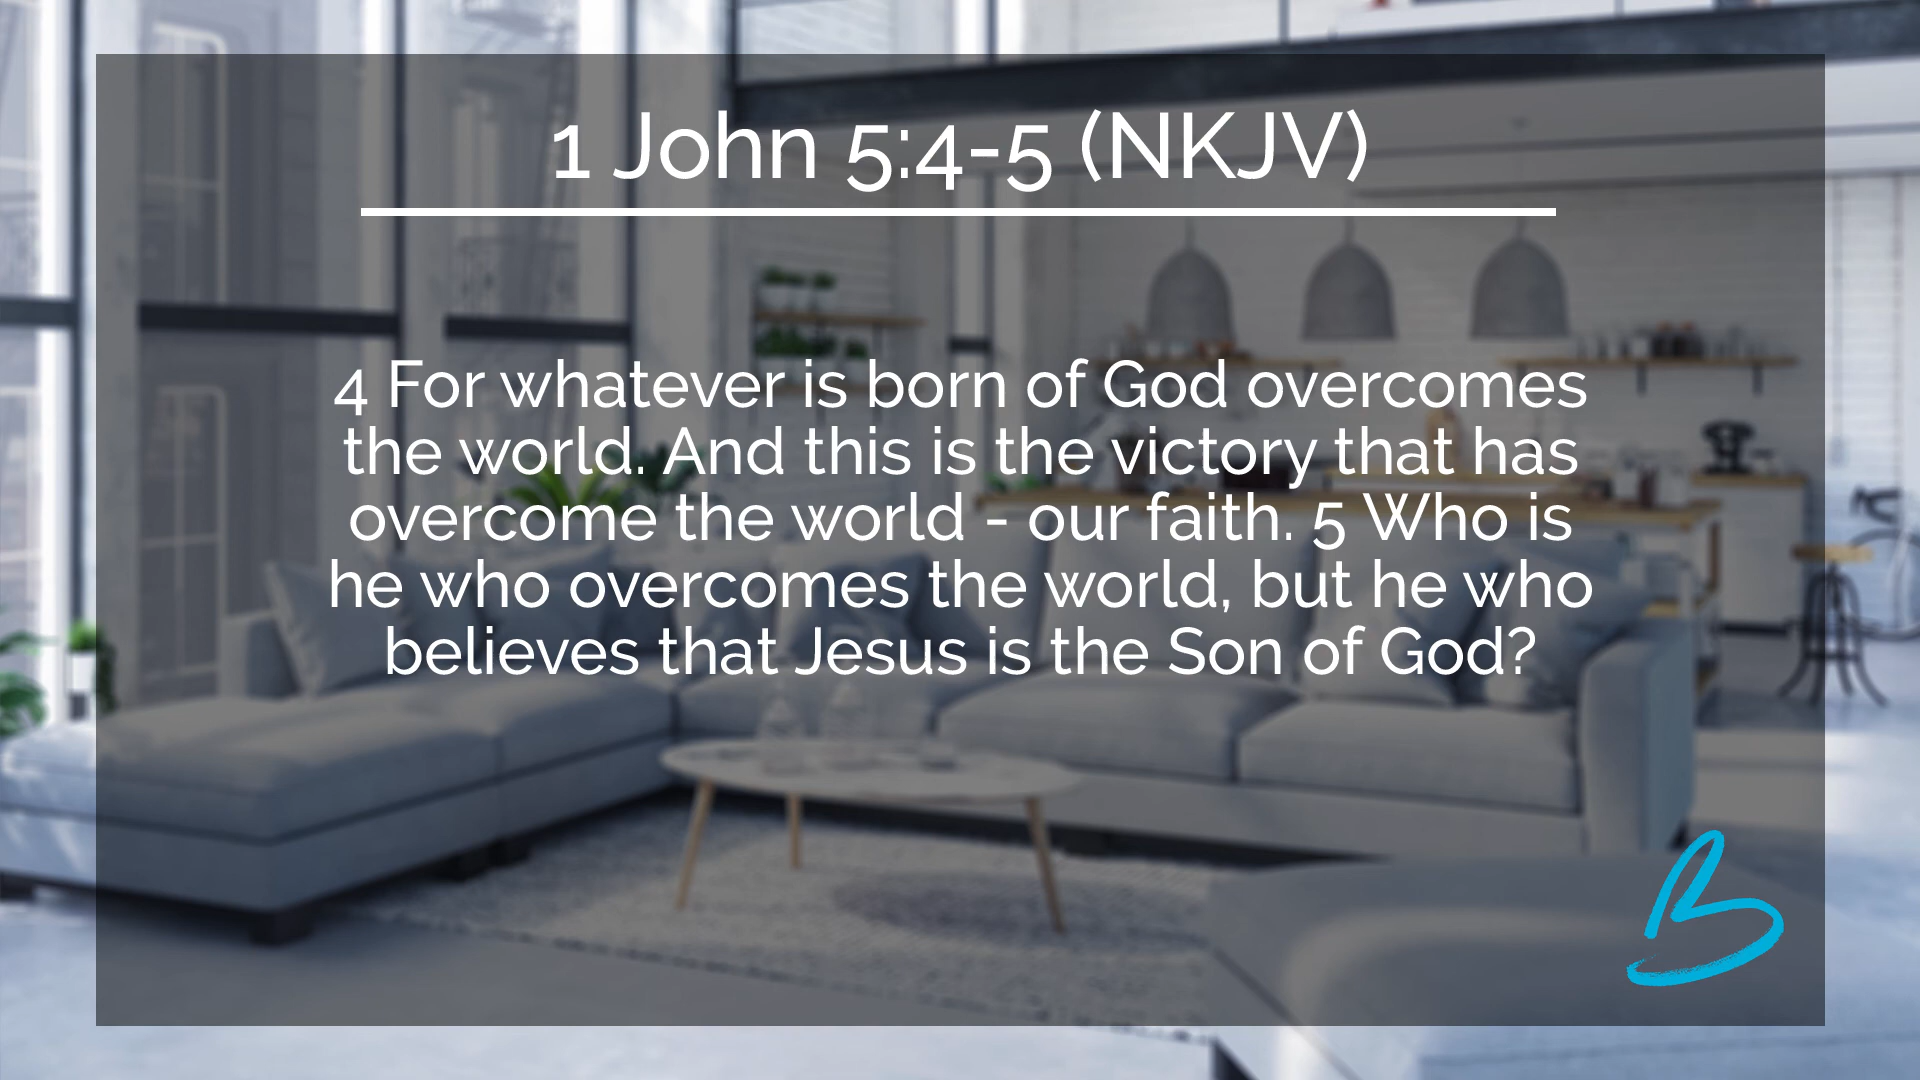 1 John 5:4-5 (NKJV)
4 For whatever is born of God overcomes
the world. And this is the victory that has
overcome the world - our faith. 5 Who is
he who overcomes the world, but he who
believes that Jesus is the Son of God?
B